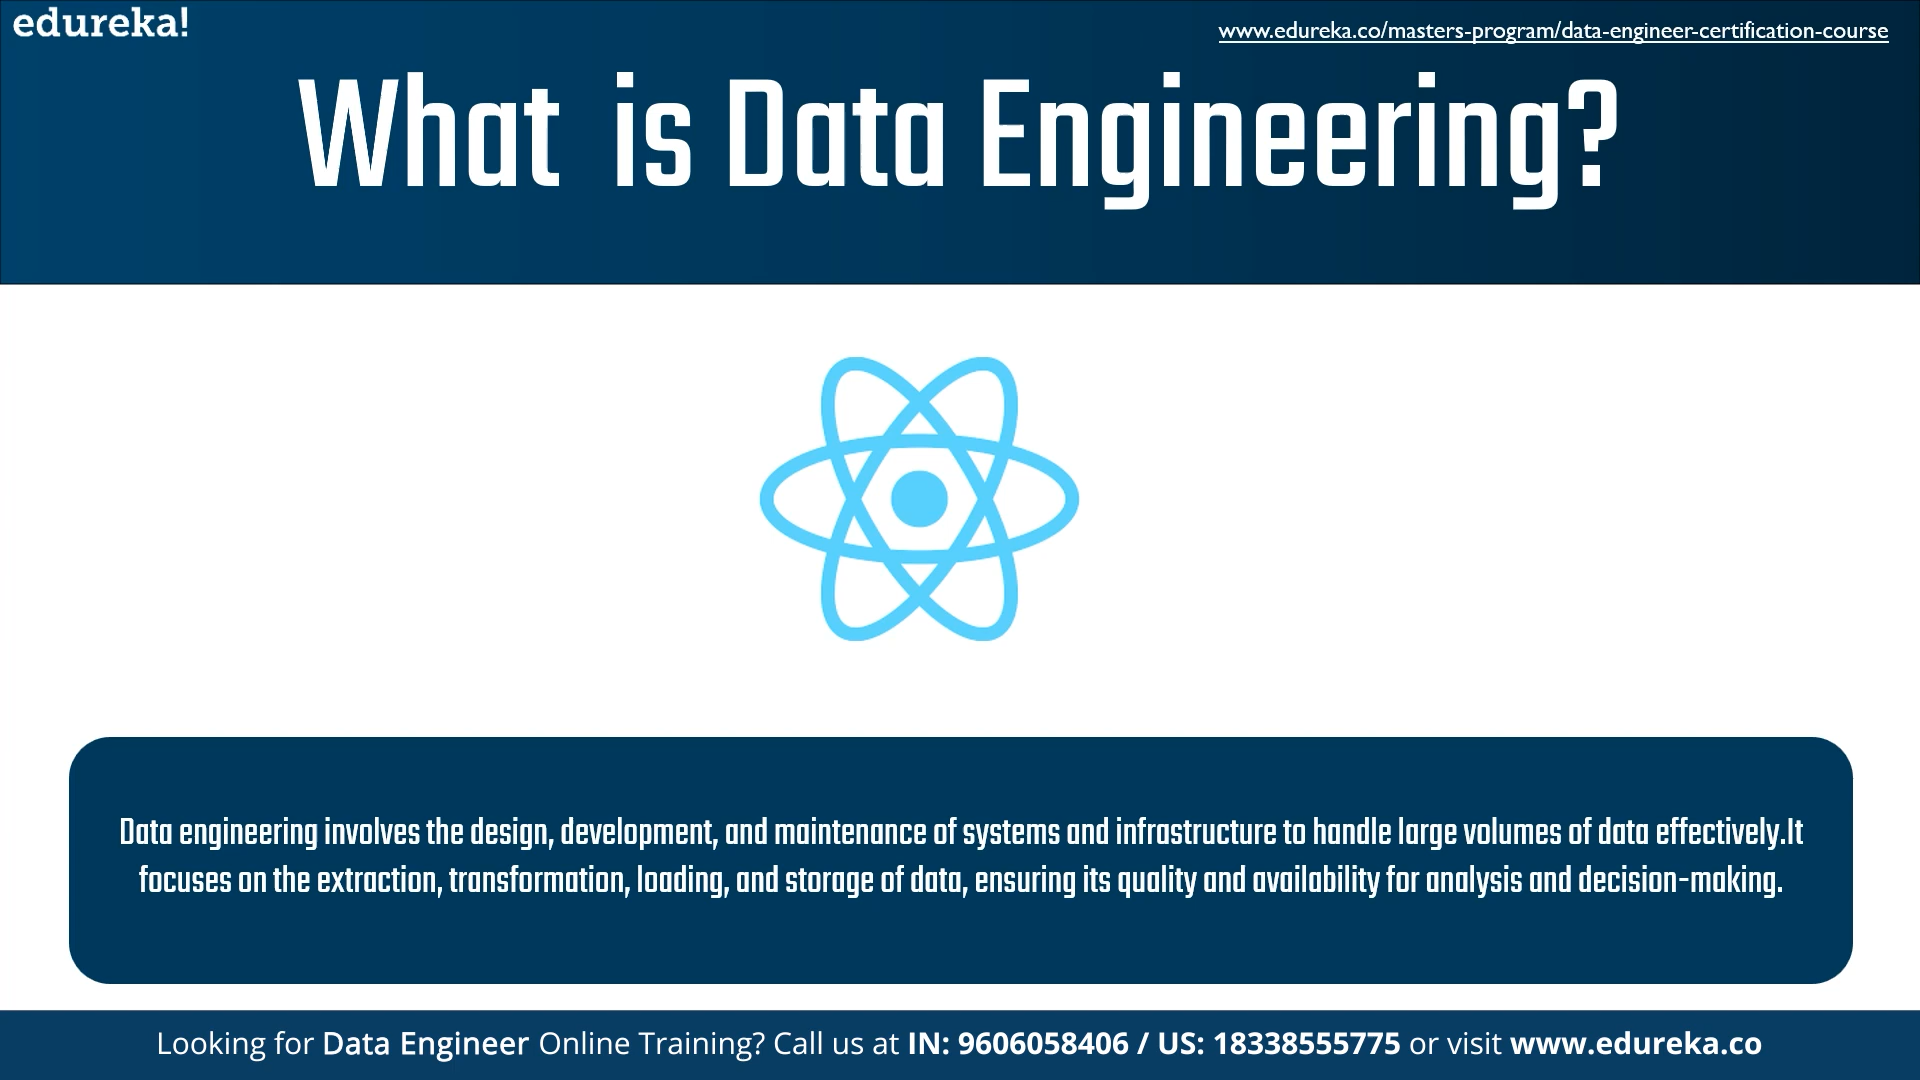 edureka!
www.edureka.co/masters-program/data-engineer-certification-course
What is Data Engineering?
Data engineering involves the design, development, and maintenance of systems and infrastructure to handle large volumes of data effectively.It
focuses on the extraction, transformation, loading, and storage of data, ensuring its quality and availability for analysis and decision-making.
Looking for Data Engineer Online Training? Call us at IN: 9606058406 / US: 18338555775 or visit www.edureka.co